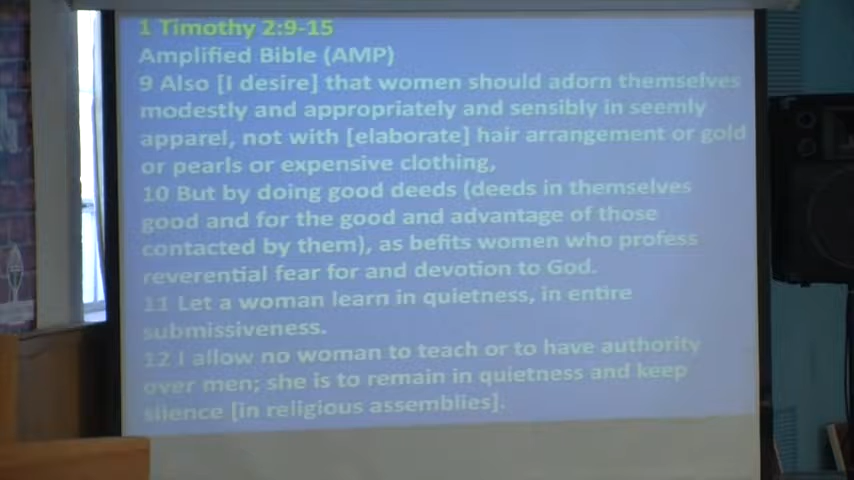 1 Timothy 2:9-15
Amplified Bible (AMP)
9 Also [I desire] that women should adorn themselves
modestly and appropriately and sensibly in seemly
apparel, not with [elaborate] hair arrangement or gold
or pearls or expensive clothing,
10 But by doing good deeds (deeds in themselves
good and for the good and advantage of those
contacted by them), as befits women who profess
reverential fear for and devotion to God.
11 Let a woman learn in quietness, in entire
submissiveness.
12 I allow no woman to teach or to have authority
over men; she is to remain in quietness and keep
silence [in religious assemblies].